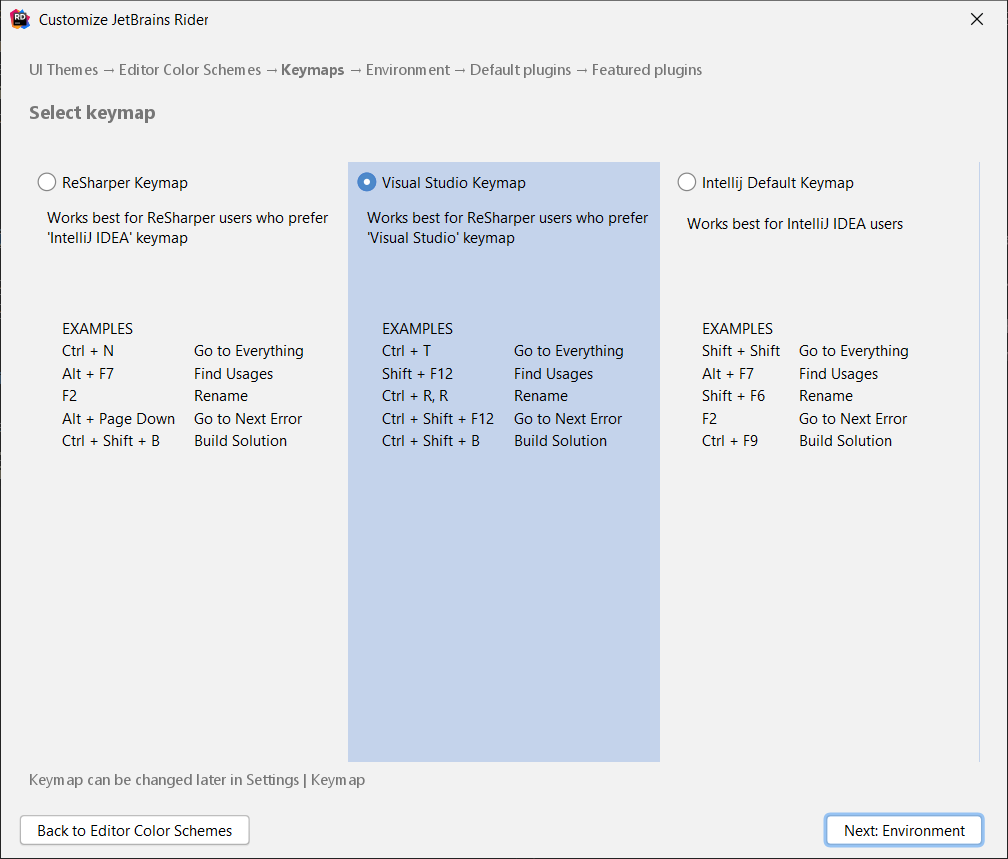 RD
Customize JetBrains Rider
UI Themes → Editor Color Schemes → Keymaps → Environment → Default plugins → Featured plugins
Select keymap
ReSharper Keymap
Works best for ReSharper users who prefer
'IntelliJ IDEA' keymap
EXAMPLES
Ctrl + N Go to Everything
Alt + F7 Find Usages
F2 Rename
Alt + Page Down Go to Next Error
Ctrl + Shift + B Build Solution
Visual Studio Keymap
Works best for ReSharper users who prefer
'Visual Studio' keymap
EXAMPLES
Ctrl + T Go to Everything
Shift + F12 Find Usages
Ctrl + R, R Rename
Ctrl + Shift + F12 Go to Next Error
Ctrl + Shift + B Build Solution
Intellij Default Keymap
Works best for IntelliJ IDEA users
EXAMPLES
Shift + Shift Go to Everything
Alt + F7 Find Usages
Shift + F6 Rename
F2 Go to Next Error
Ctrl + F9 Build Solution
Keymap can be changed later in Settings | Keymap
Back to Editor Color Schemes
Next: Environment